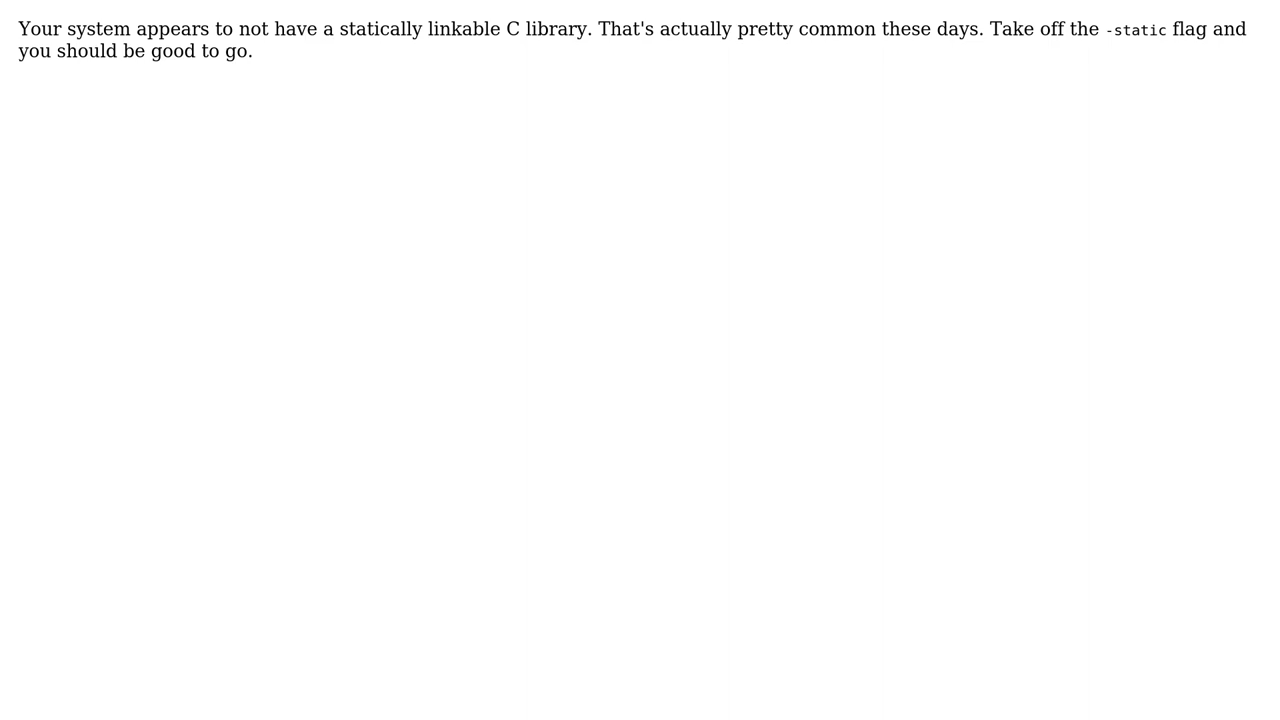 Your system appears to not have a statically linkable C library. That's actually pretty common these days. Take off the -static flag and
you should be good to go.